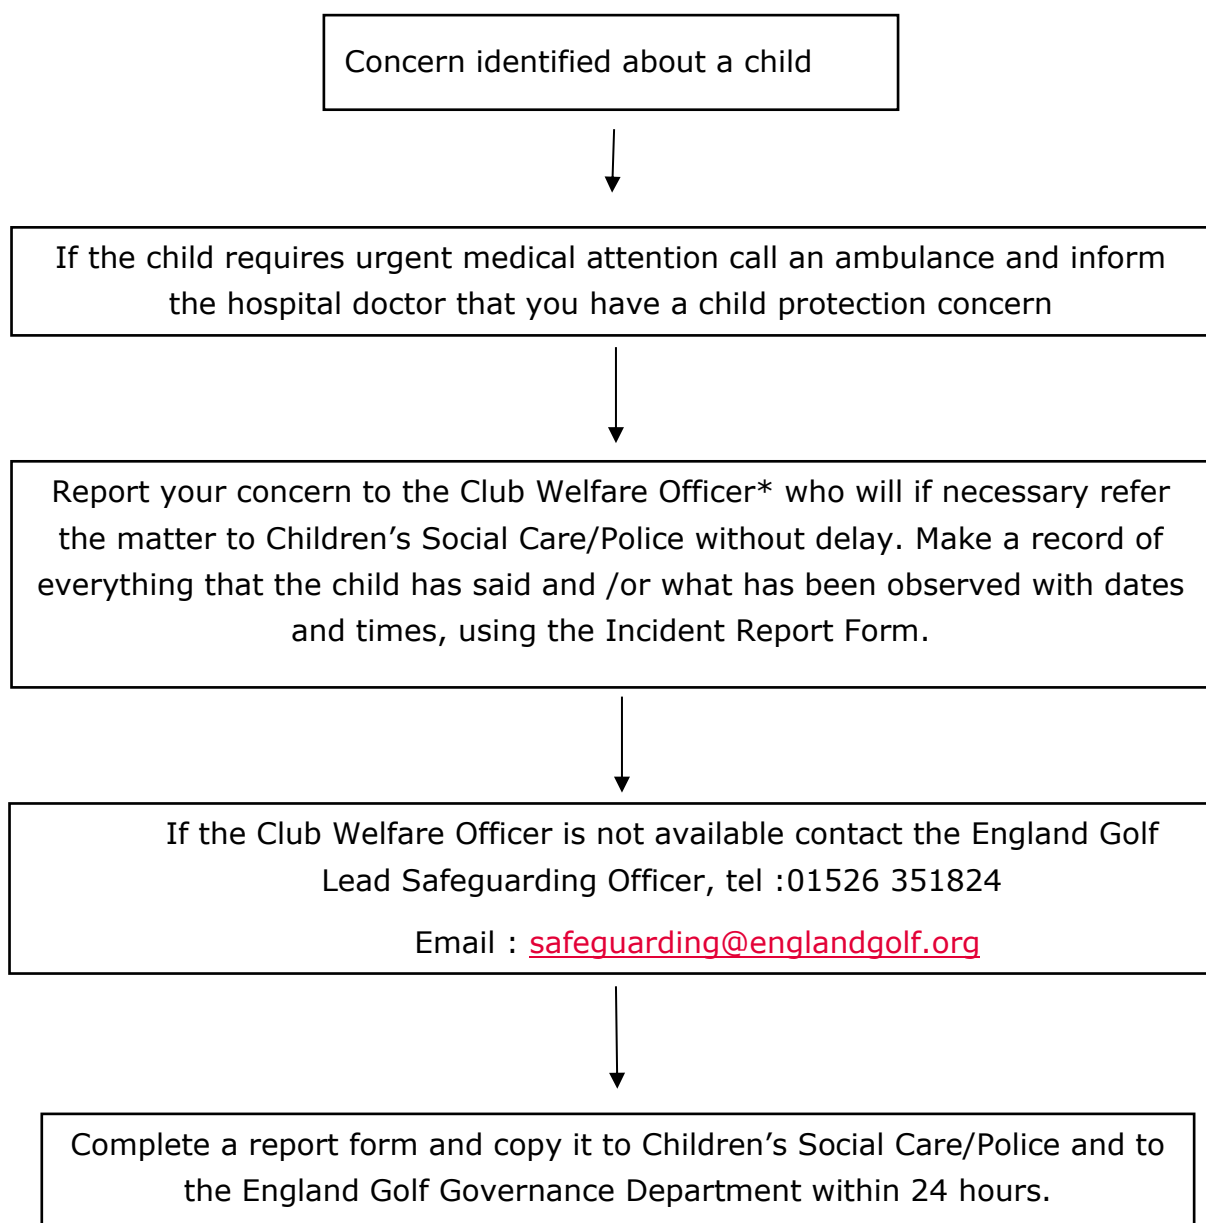 Concern identified about a child
If the child requires urgent medical attention call an ambulance and inform
the hospital doctor that you have a child protection concern
Report your concern to the Club Welfare Officer* who will if necessary refer
the matter to Children’s Social Care/Police without delay. Make a record of
everything that the child has said and /or what has been observed with dates
and times, using the Incident Report Form.
If the Club Welfare Officer is not available contact the England Golf
Lead Safeguarding Officer, tel :01526 351824
Email : safeguarding@englandgolf.org
Complete a report form and copy it to Children’s Social Care/Police and to
the England Golf Governance Department within 24 hours.